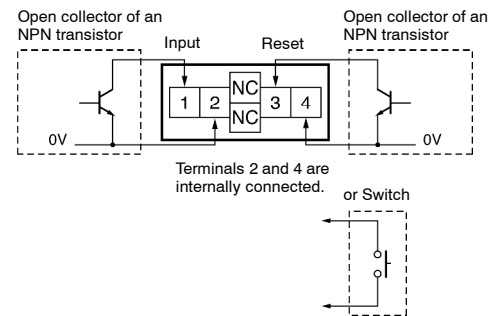 Open collector of an
NPN transistor
Input
Reset
Open collector of an
NPN transistor
NC
1 2 3 4
NC
0V
0V
Terminals 2 and 4 are
internally connected.
or Switch